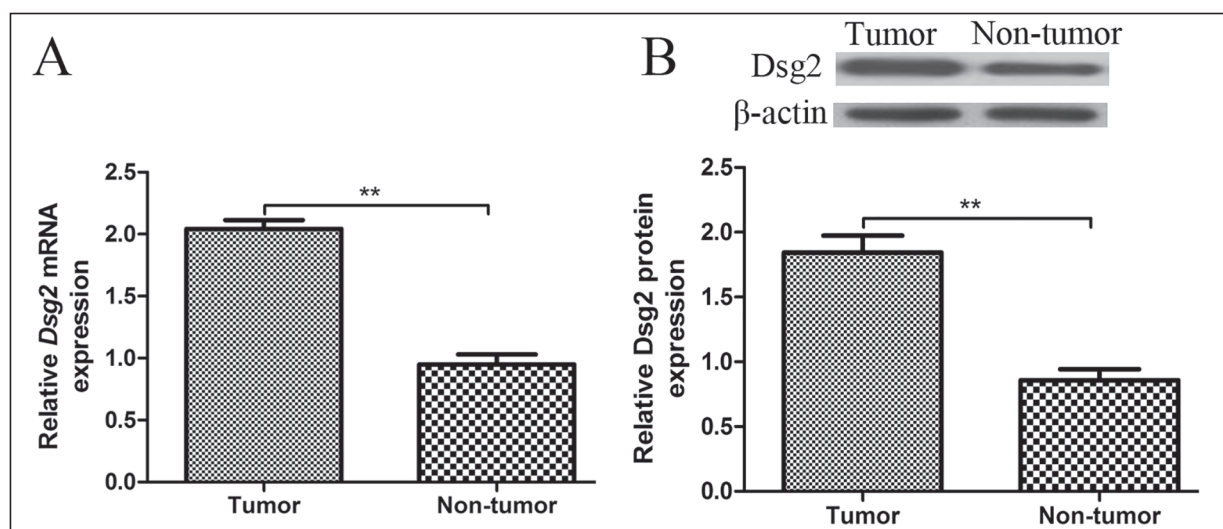 A
2.5
2.0
1.5
1.0
0.5
0.0
Relative Dsg2 mRNA
expression
**
Tumor Non-tumor
B
Tumor Non-tumor
Dsg2
β-actin
2.5
2.0
1.5
1.0
0.5
0.0
Relative Dsg2 protein
expression
**
Tumor Non-tumor